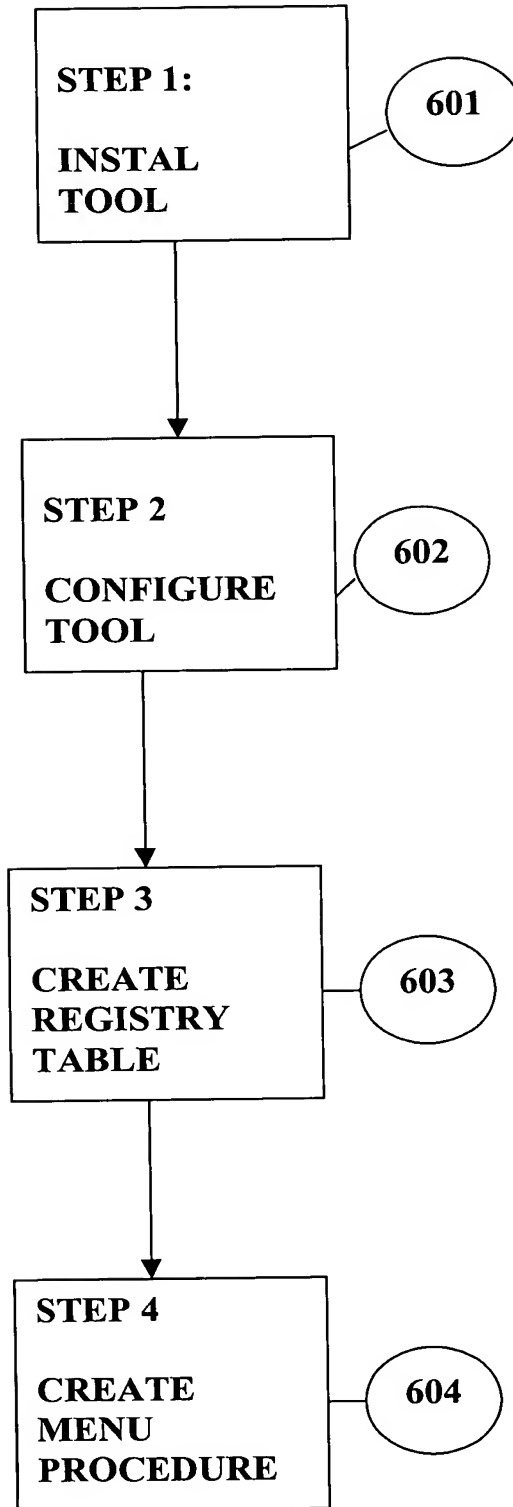 STEP 1:
601
INSTAL
TOOL
STEP 2
602
CONFIGURE
TOOL
STEP 3
603
CREATE
REGISTRY
TABLE
STEP 4
604
CREATE
MENU
PROCEDURE